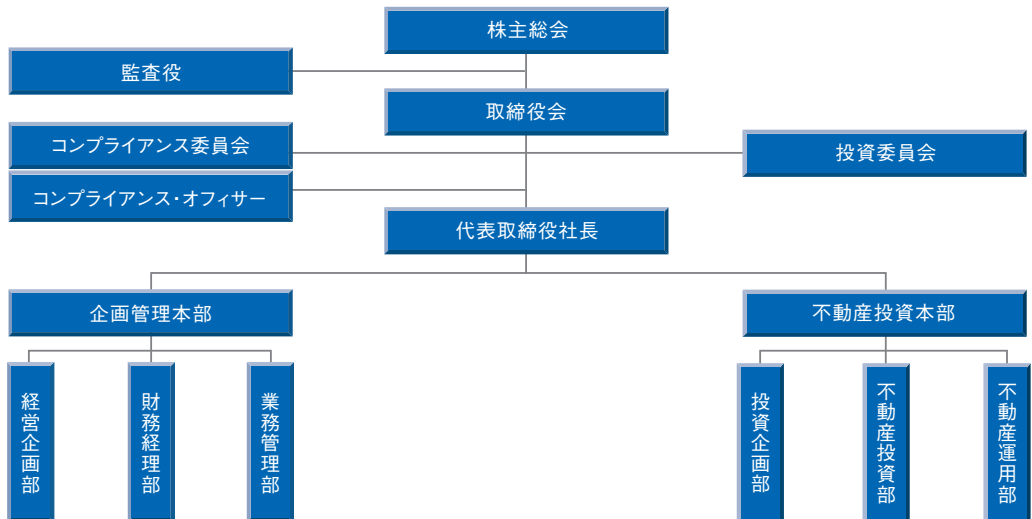 株主総会
監査役
取締役会
コンプライアンス委員会
投資委員会
コンプライアンス・オフィサー
代表取締役社長
企画管理本部
不動産投資本部
経営企画部
財務経理部
業務管理部
投資企画部
不動産投資部
不動産運用部